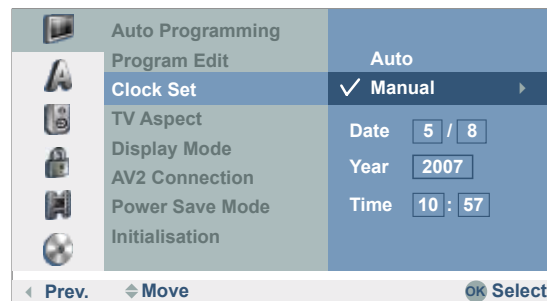 Auto Programming
Program Edit
Clock Set
TV Aspect
Display Mode
AV2 Connection
Power Save Mode
Initialisation
Auto
✓ Manual
Date 5 / 8
Year 2007
Time 10 : 57
A
Prev. Move OK Select